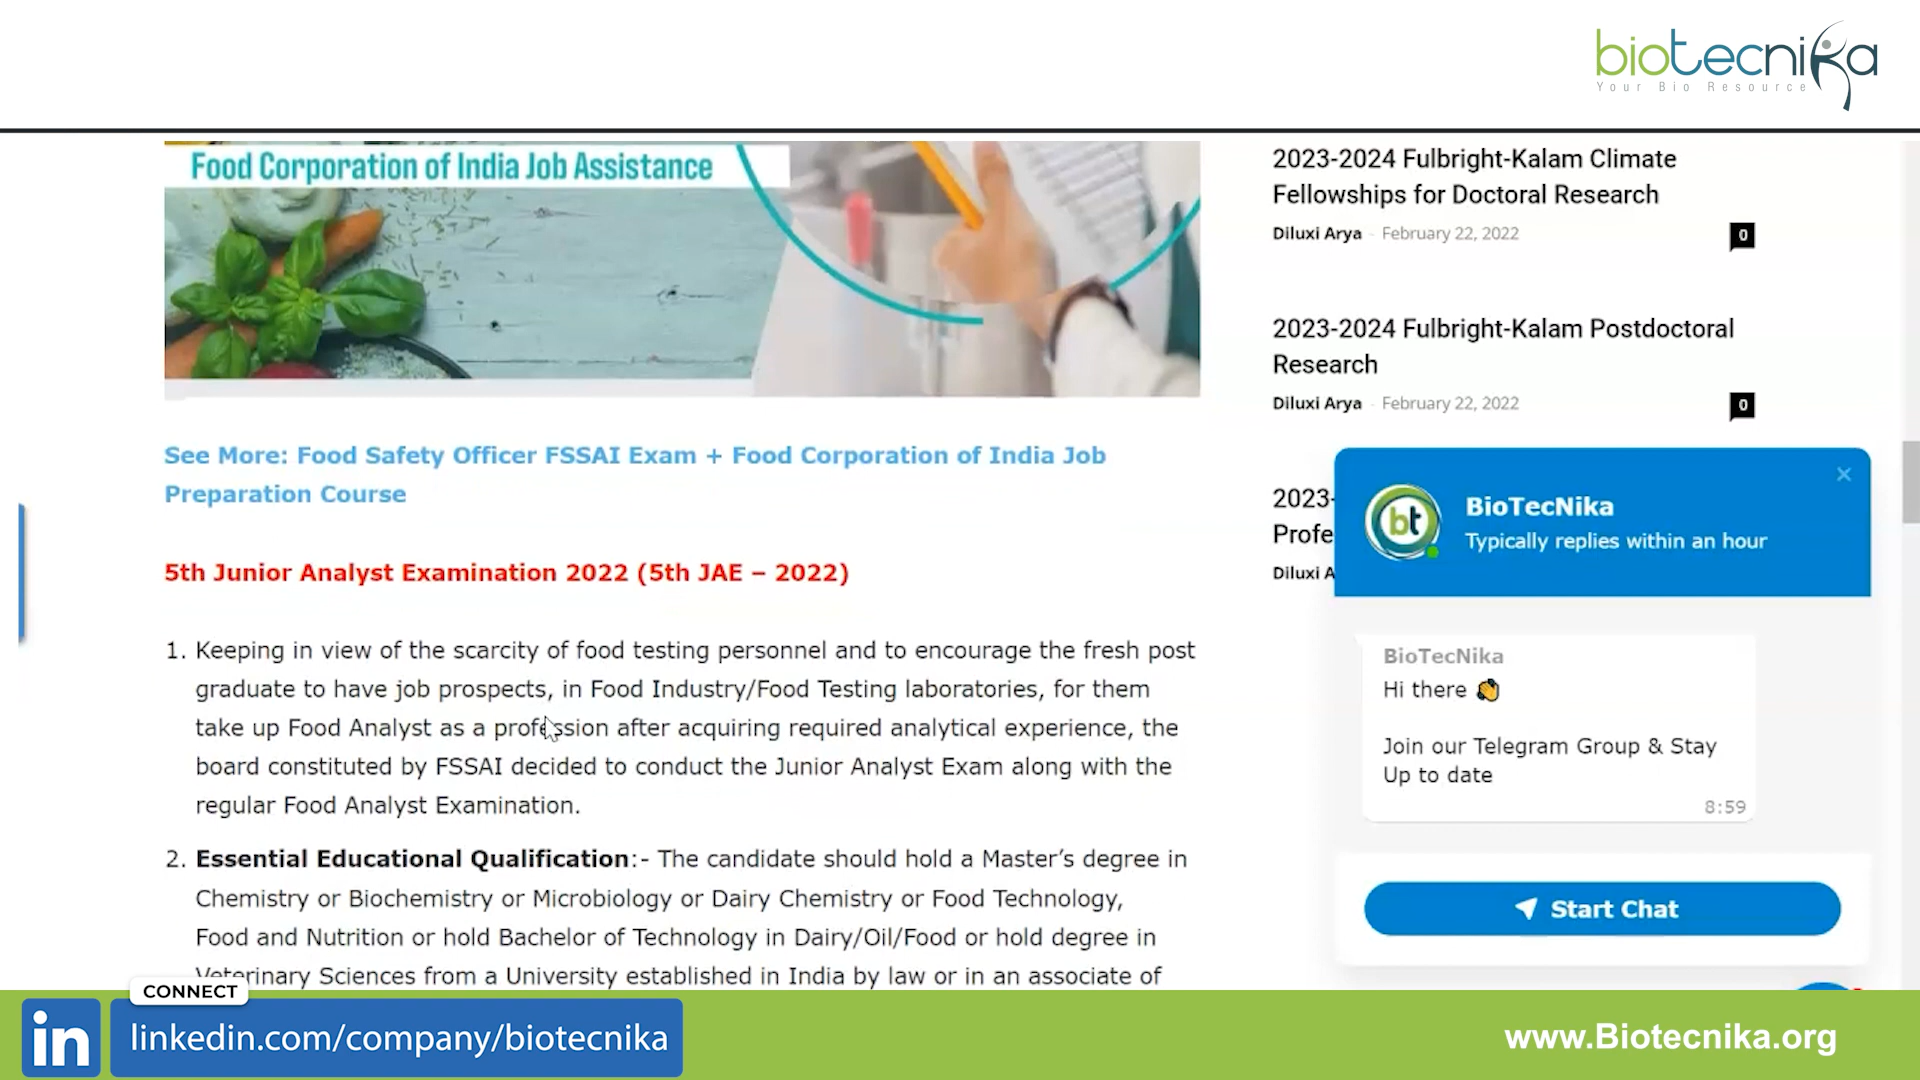 biotecnika
Your Bio Resource
Food Corporation of India Job Assistance
See More: Food Safety Officer FSSAI Exam + Food Corporation of India Job
Preparation Course
5th Junior Analyst Examination 2022 (5th JAE – 2022)
1. Keeping in view of the scarcity of food testing personnel and to encourage the fresh post
graduate to have job prospects, in Food Industry/Food Testing laboratories, for them
take up Food Analyst as a profession after acquiring required analytical experience, the
board constituted by FSSAI decided to conduct the Junior Analyst Exam along with the
regular Food Analyst Examination.
2. Essential Educational Qualification:- The candidate should hold a Master’s degree in
Chemistry or Biochemistry or Microbiology or Dairy Chemistry or Food Technology,
Food and Nutrition or hold Bachelor of Technology in Dairy/Oil/Food or hold degree in
Veterinary Sciences from a University established in India by law or in an associate of
2023-2024 Fulbright-Kalam Climate
Fellowships for Doctoral Research
Diluxi Arya - February 22, 2022
0
2023-2024 Fulbright-Kalam Postdoctoral
Research
Diluxi Arya - February 22, 2022
0
2023-
Profe
Diluxi A
BioTecNika
Typically replies within an hour
bt
BioTecNika
Hi there
Join our Telegram Group & Stay
Up to date
8:59
Start Chat
CONNECT
in
linkedin.com/company/biotecnika
www.Biotecnika.org